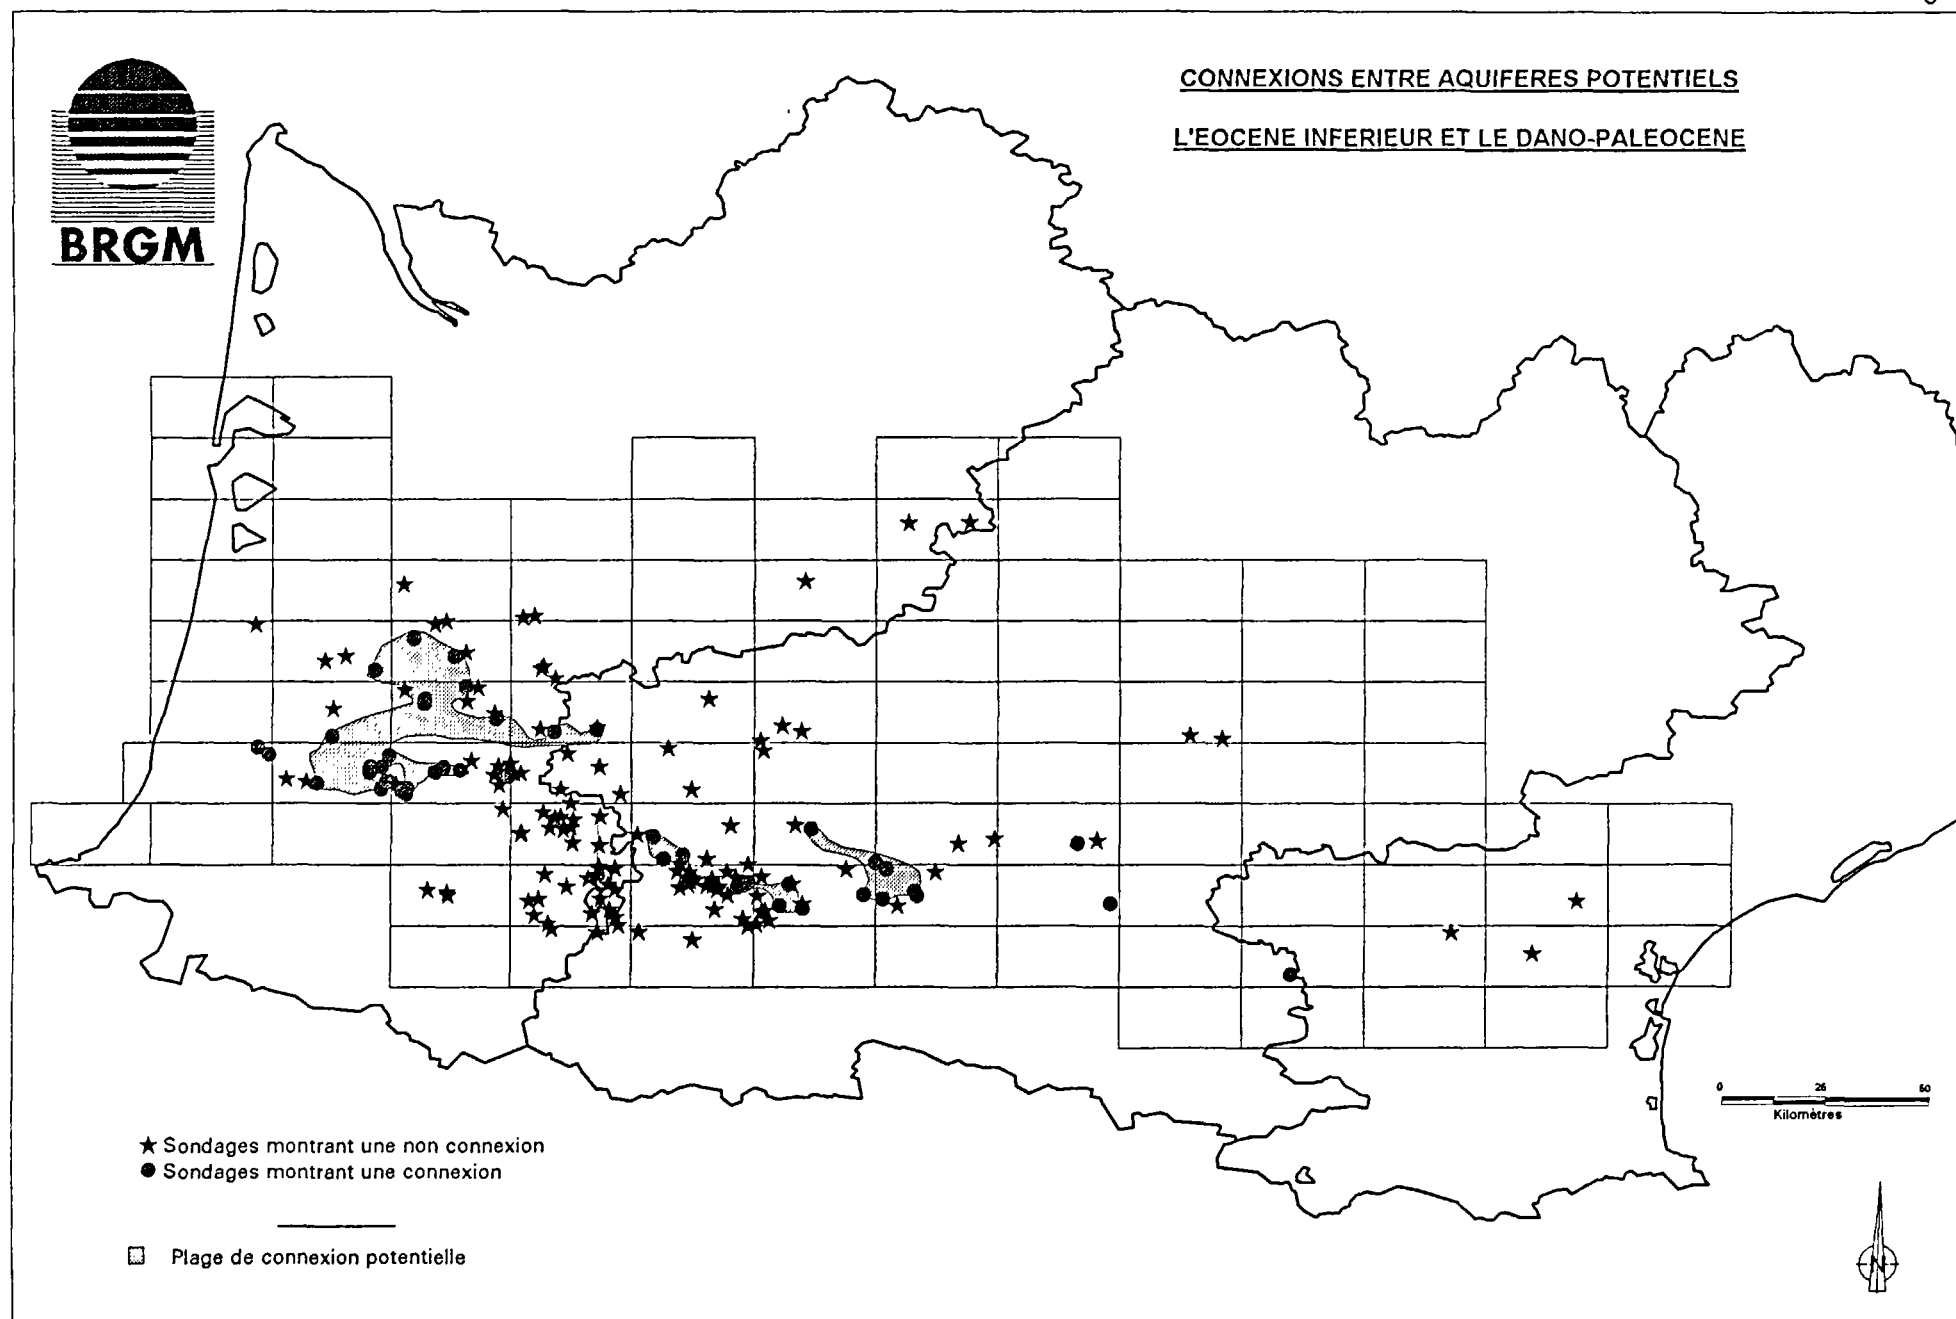 CONNEXIONS ENTRE AQUIFERES POTENTIELS
L'EOCENE INFERIEUR ET LE DANO-PALEOCENE
BRGM
0 25 50
Kilomètres
★ Sondages montrant une non connexion
● Sondages montrant une connexion
Plage de connexion potentielle
N